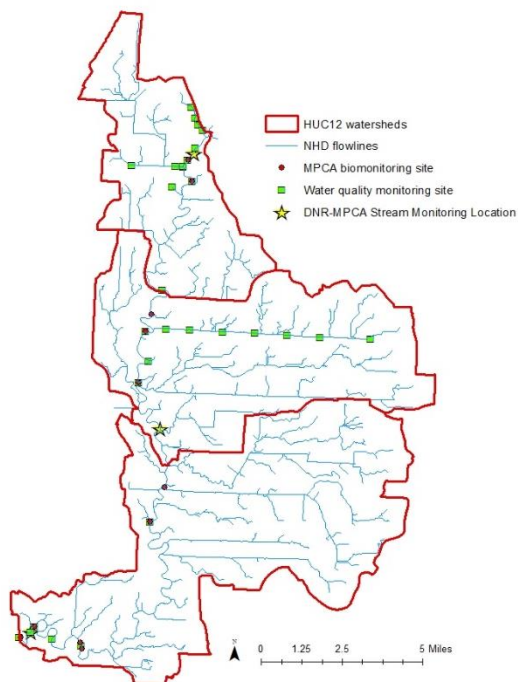 HUC12 watersheds
NHD flowlines
MPCA biomonitoring site
Water quality monitoring site
DNR-MPCA Stream Monitoring Location
N
0 1.25 2.5 5 Miles